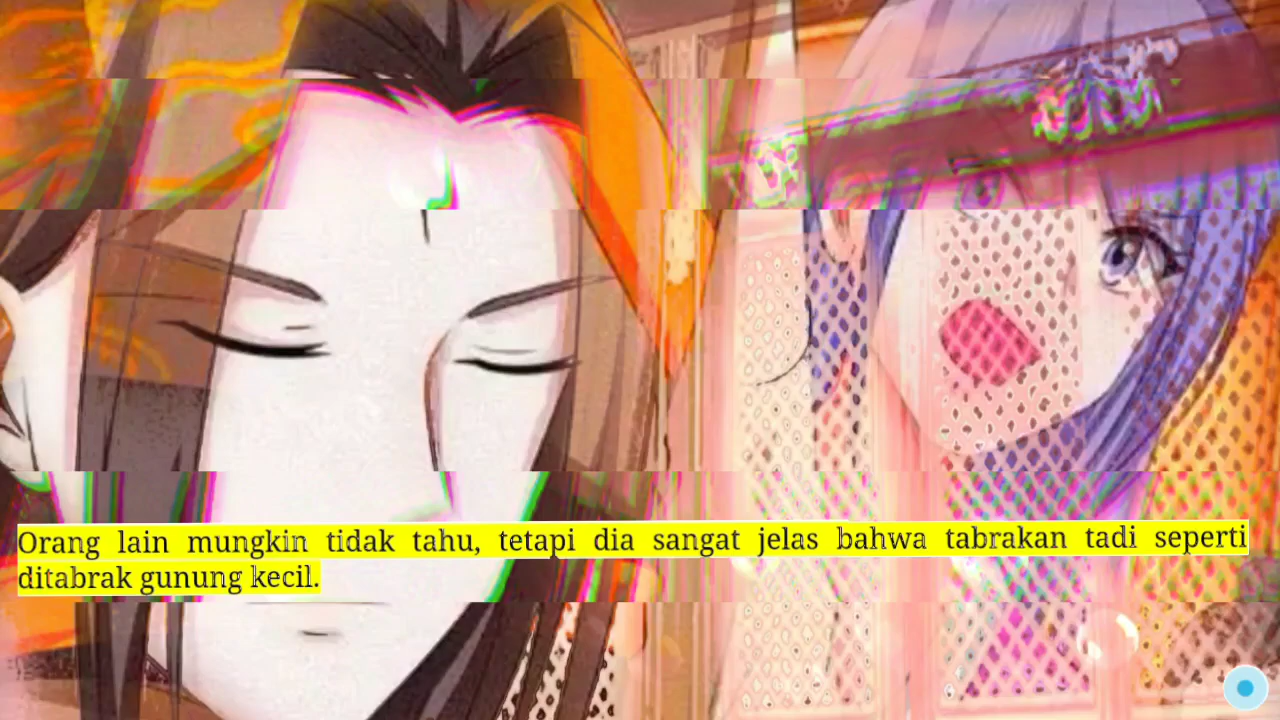 Orang lain mungkin tidak tahu, tetapi dia sangat jelas bahwa tabrakan tadi seperti
ditabrak gunung kecil.